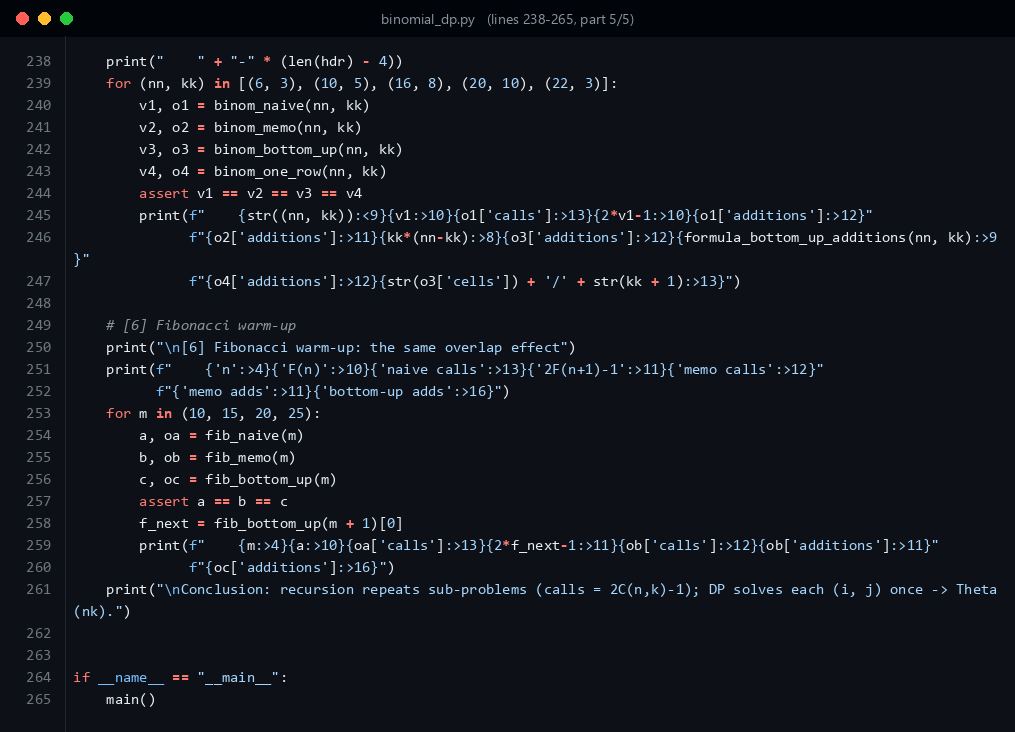 binomial_dp.py   (lines 238-265, part 5/5)
238     print("    " + "-" * (len(hdr) - 4))
239     for (nn, kk) in [(6, 3), (10, 5), (16, 8), (20, 10), (22, 3)]:
240         v1, o1 = binom_naive(nn, kk)
241         v2, o2 = binom_memo(nn, kk)
242         v3, o3 = binom_bottom_up(nn, kk)
243         v4, o4 = binom_one_row(nn, kk)
244         assert v1 == v2 == v3 == v4
245         print(f"    {str((nn, kk)):<9}{v1:>10}{o1['calls']:>13}{2*v1-1:>10}{o1['additions']:>12}"
246               f"{o2['additions']:>11}{kk*(nn-kk):>8}{o3['additions']:>12}{formula_bottom_up_additions(nn, kk):>9
}"
247               f"{o4['additions']:>12}{str(o3['cells']) + '/' + str(kk + 1):>13}")
248
249     # [6] Fibonacci warm-up
250     print("\n[6] Fibonacci warm-up: the same overlap effect")
251     print(f"    {'n':>4}{'F(n)':>10}{'naive calls':>13}{'2F(n+1)-1':>11}{'memo calls':>12}"
252           f"{'memo adds':>11}{'bottom-up adds':>16}")
253     for m in (10, 15, 20, 25):
254         a, oa = fib_naive(m)
255         b, ob = fib_memo(m)
256         c, oc = fib_bottom_up(m)
257         assert a == b == c
258         f_next = fib_bottom_up(m + 1)[0]
259         print(f"    {m:>4}{a:>10}{oa['calls']:>13}{2*f_next-1:>11}{ob['calls']:>12}{ob['additions']:>11}"
260               f"{oc['additions']:>16}")
261     print("\nConclusion: recursion repeats sub-problems (calls = 2C(n,k)-1); DP solves each (i, j) once -> Theta
(nk).")
262
263
264 if __name__ == "__main__":
265     main()